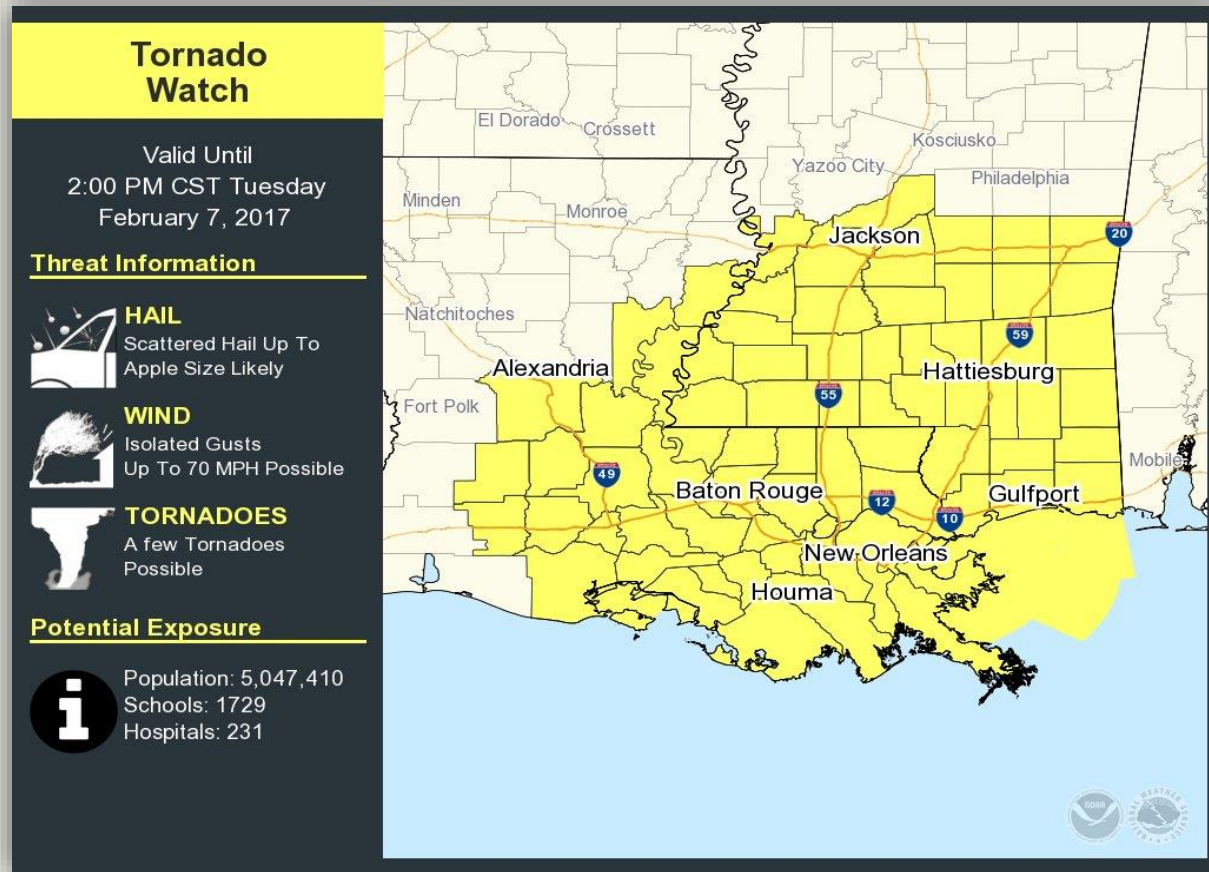 Tornado
Watch
Valid Until
2:00 PM CST Tuesday
February 7, 2017
Threat Information
HAIL
Scattered Hail Up To
Apple Size Likely
WIND
Isolated Gusts
Up To 70 MPH Possible
TORNADOES
A few Tornadoes
Possible
Potential Exposure
Population: 5,047,410
Schools: 1729
Hospitals: 231
El Dorado
Crossett
Kosciusko
Yazoo City
Philadelphia
Minden
Monroe
Jackson
20
Natchitoches
59
Alexandria
Hattiesburg
55
Fort Polk
Mobile
49
Baton Rouge
12
Gulfport
10
New Orleans
Houma
NOAA